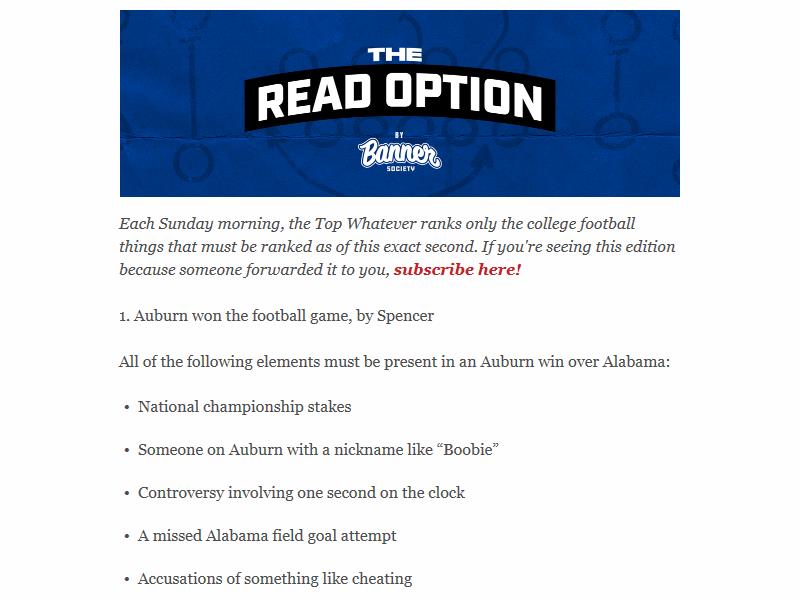 THE
READ OPTION
BY
Banner
SOCIETY
Each Sunday morning, the Top Whatever ranks only the college football
things that must be ranked as of this exact second. If you're seeing this edition
because someone forwarded it to you, subscribe here!
1. Auburn won the football game, by Spencer
All of the following elements must be present in an Auburn win over Alabama:
• National championship stakes
• Someone on Auburn with a nickname like “Boobie”
• Controversy involving one second on the clock
• A missed Alabama field goal attempt
• Accusations of something like cheating